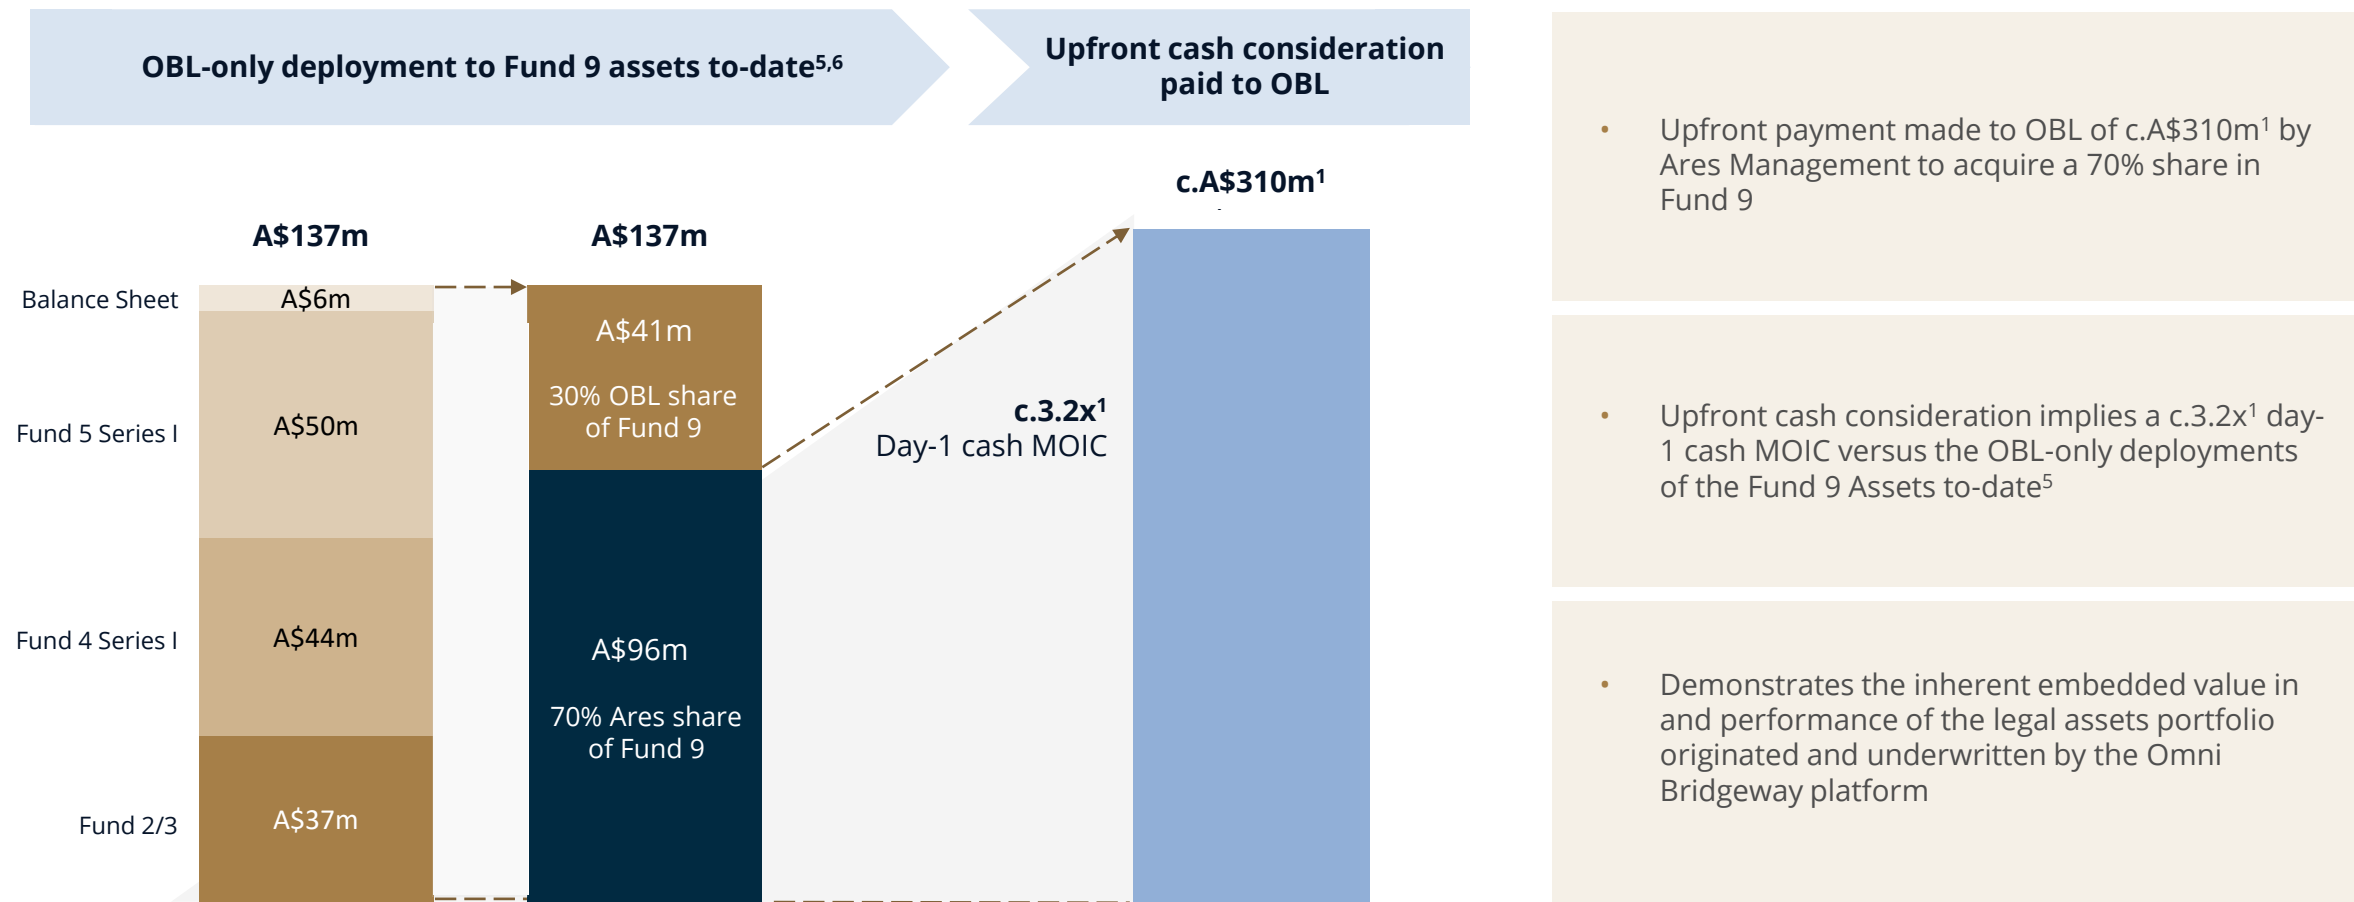 OBL-only deployment to Fund 9 assets to-date5,6
Upfront cash consideration
paid to OBL
A$137m
A$137m
c.A$310m1
Balance Sheet
A$6m
Fund 5 Series I
A$50m
Fund 4 Series I
A$44m
Fund 2/3
A$37m
A$41m
30% OBL share
of Fund 9
A$96m
70% Ares share
of Fund 9
c.3.2x1
Day-1 cash MOIC
• Upfront payment made to OBL of c.A$310m1 by
Ares Management to acquire a 70% share in
Fund 9
• Upfront cash consideration implies a c.3.2x1 day-
1 cash MOIC versus the OBL-only deployments
of the Fund 9 Assets to-date5
• Demonstrates the inherent embedded value in
and performance of the legal assets portfolio
originated and underwritten by the Omni
Bridgeway platform